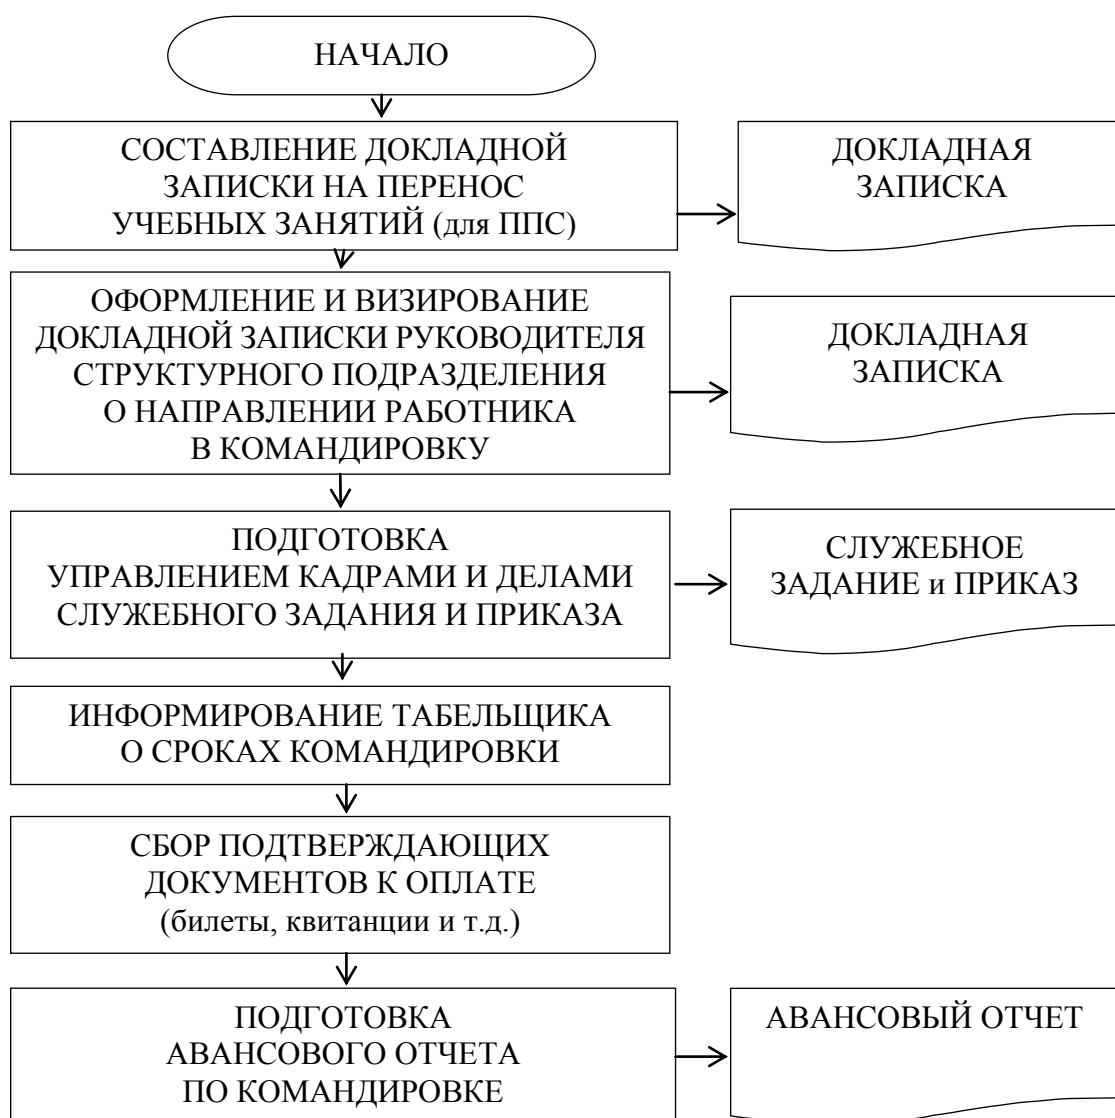 НАЧАЛО
СОСТАВЛЕНИЕ ДОКЛАДНОЙ
ЗАПИСКИ НА ПЕРЕНОС
УЧЕБНЫХ ЗАНЯТИЙ (для ППС)
ДОКЛАДНАЯ
ЗАПИСКА
ОФОРМЛЕНИЕ И ВИЗИРОВАНИЕ
ДОКЛАДНОЙ ЗАПИСКИ РУКОВОДИТЕЛЯ
СТРУКТУРНОГО ПОДРАЗДЕЛЕНИЯ
О НАПРАВЛЕНИИ РАБОТНИКА
В КОМАНДИРОВКУ
ДОКЛАДНАЯ
ЗАПИСКА
ПОДГОТОВКА
УПРАВЛЕНИЕМ КАДРАМИ И ДЕЛАМИ
СЛУЖЕБНОГО ЗАДАНИЯ И ПРИКАЗА
СЛУЖЕБНОЕ
ЗАДАНИЕ и ПРИКАЗ
ИНФОРМИРОВАНИЕ ТАБЕЛЬЩИКА
О СРОКАХ КОМАНДИРОВКИ
СБОР ПОДТВЕРЖДАЮЩИХ
ДОКУМЕНТОВ К ОПЛАТЕ
(билеты, квитанции и т.д.)
ПОДГОТОВКА
АВАНСОВОГО ОТЧЕТА
ПО КОМАНДИРОВКЕ
АВАНСОВЫЙ ОТЧЕТ